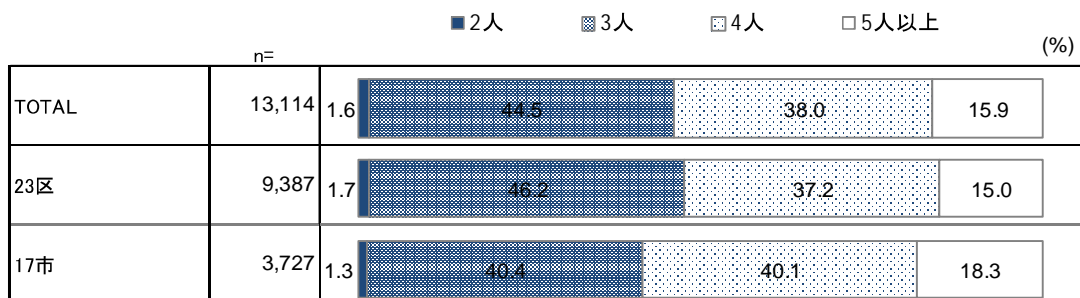 ■2人 ▩3人 ⬚4人 □5人以上
(%)
n=
TOTAL 13,114 1.6 44.5 38.0 15.9
23区 9,387 1.7 46.2 37.2 15.0
17市 3,727 1.3 40.4 40.1 18.3